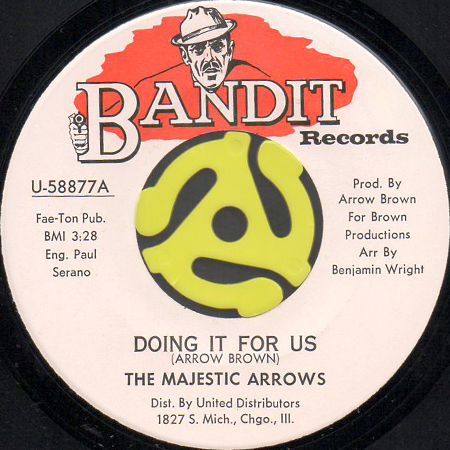 BANDIT
Records
U-58877A
Fae-Ton Pub.
BMI 3:28
Eng. Paul
Serano
Prod. By
Arrow Brown
For Brown
Productions
Arr By
Benjamin Wright
DOING IT FOR US
(ARROW BROWN)
THE MAJESTIC ARROWS
Dist. By United Distributors
1827 S. Mich., Chgo., Ill.